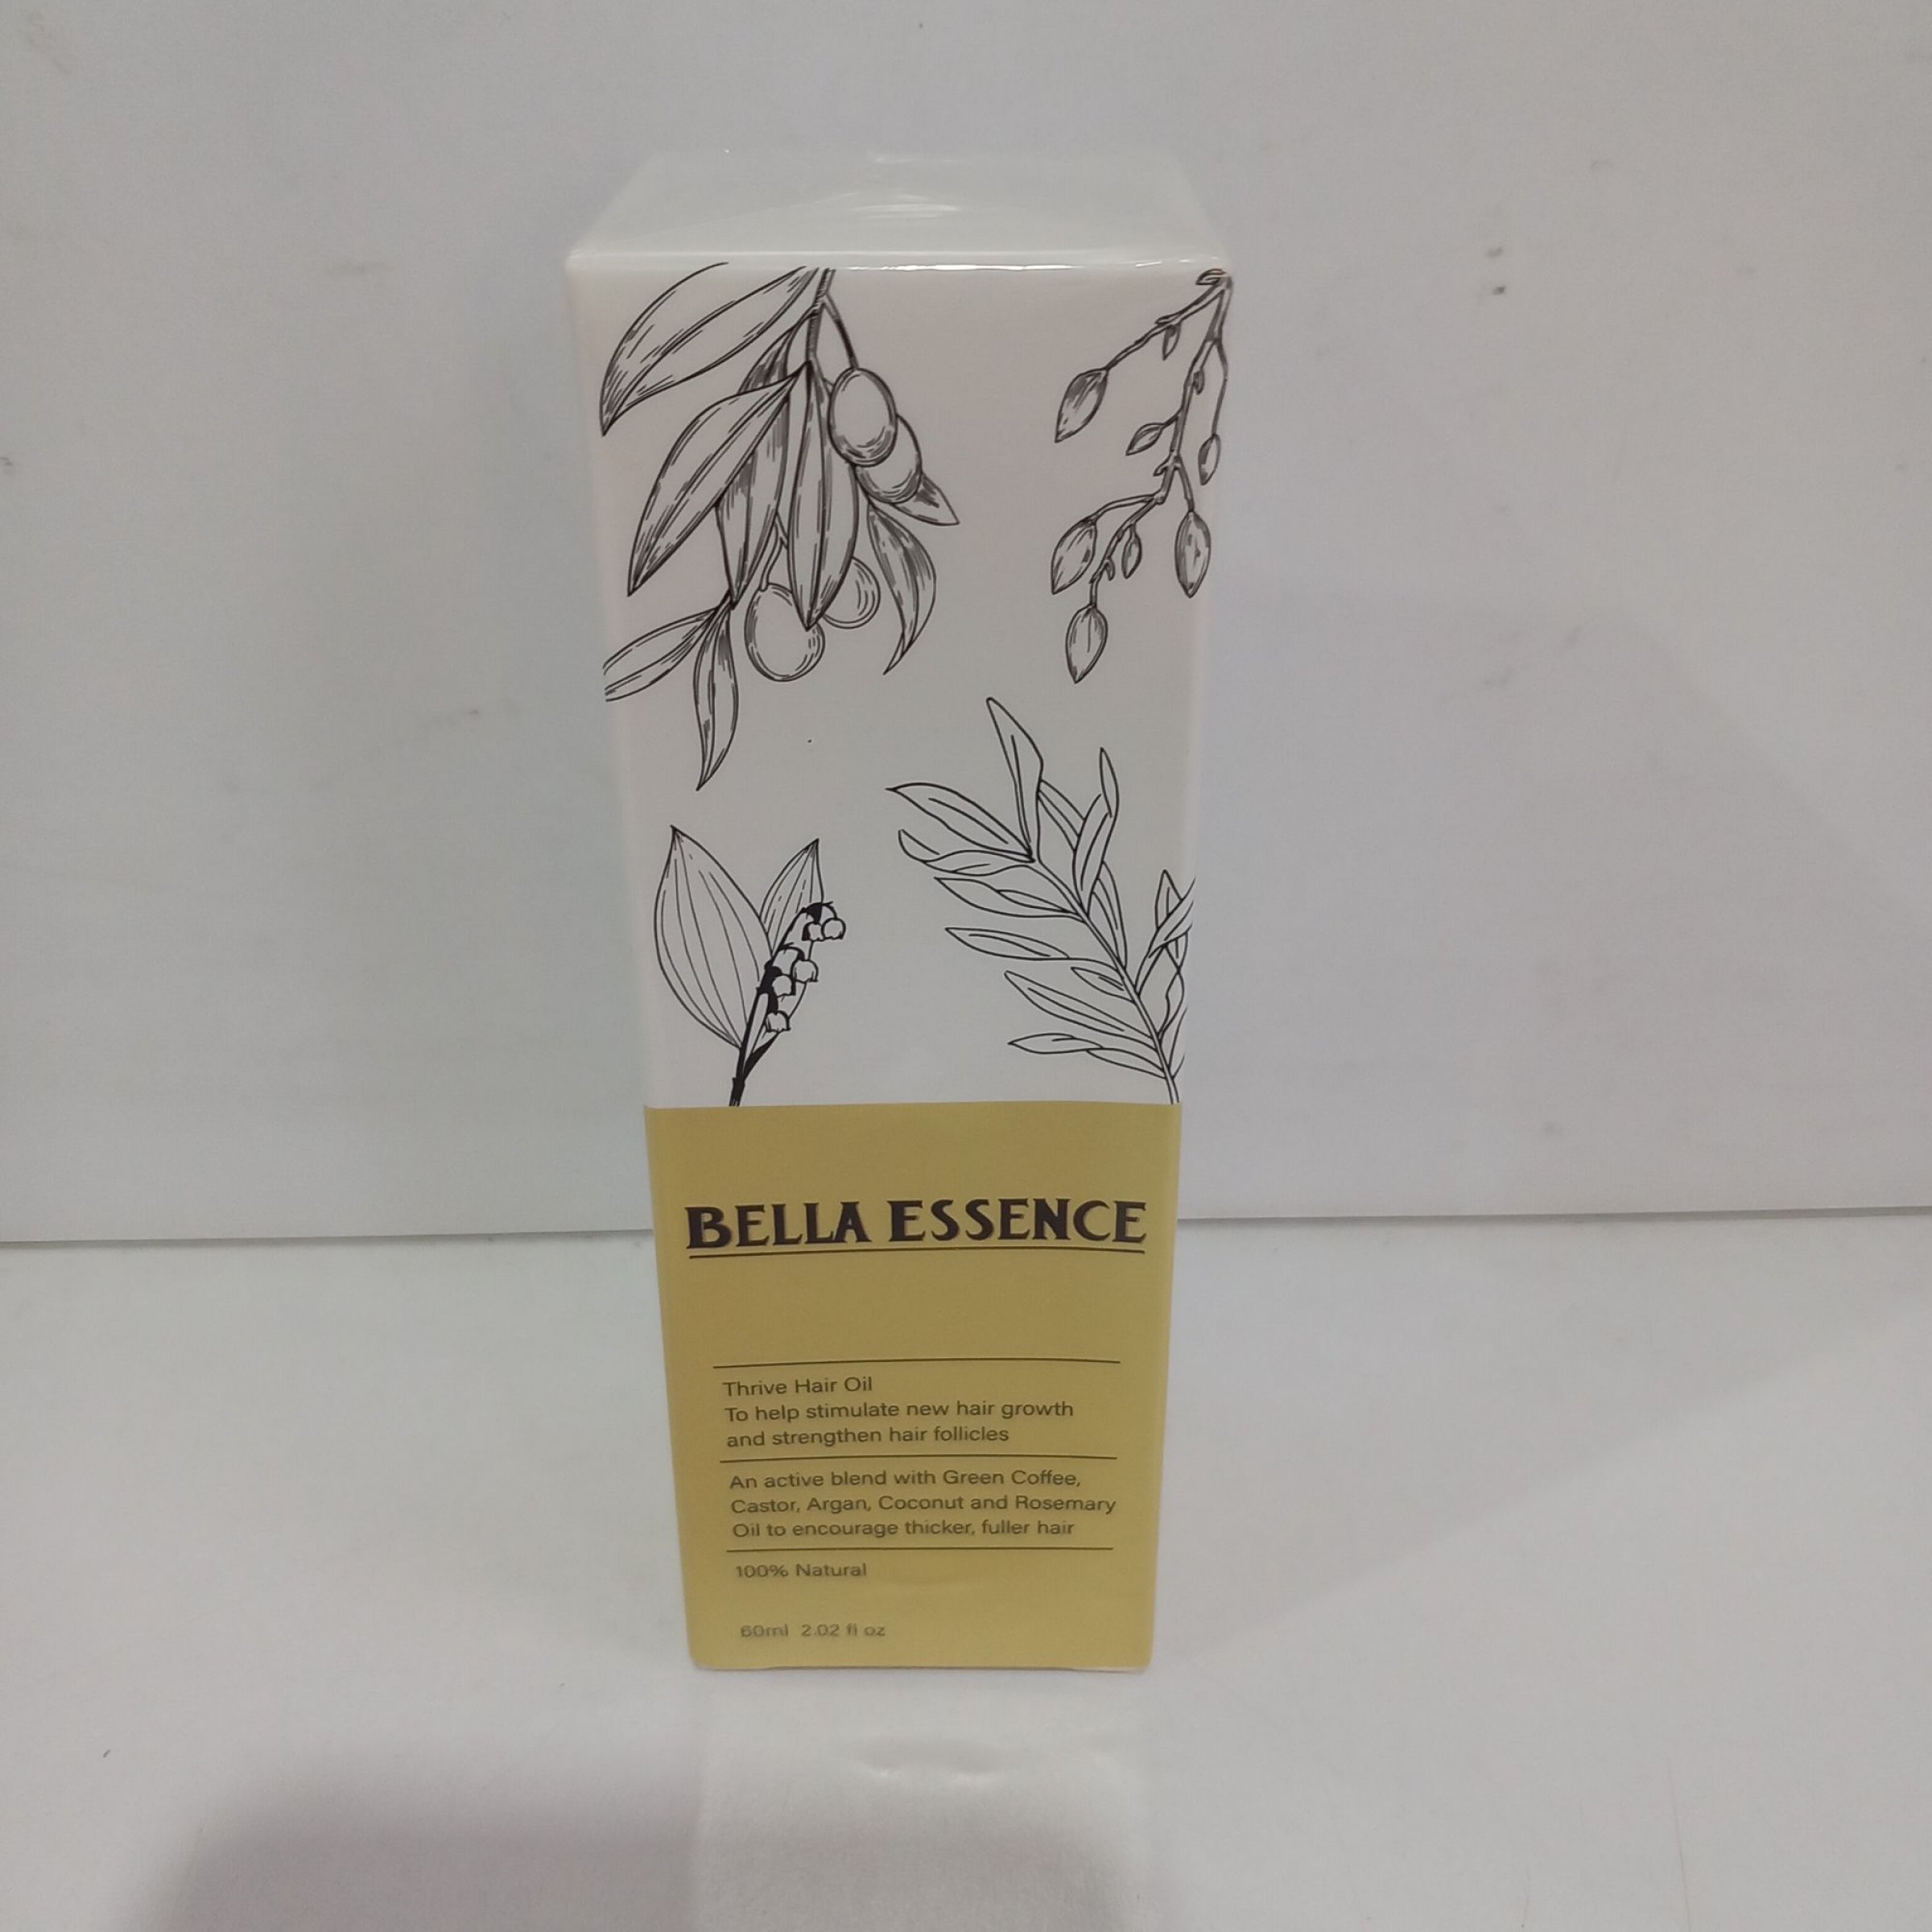 BELLA ESSENCE
Thrive Hair Oil
To help stimulate new hair growth
and strengthen hair follicles
An active blend with Green Coffee,
Castor, Argan, Coconut and Rosemary
Oil to encourage thicker, fuller hair
100% Natural
60ml 2.02 fl oz